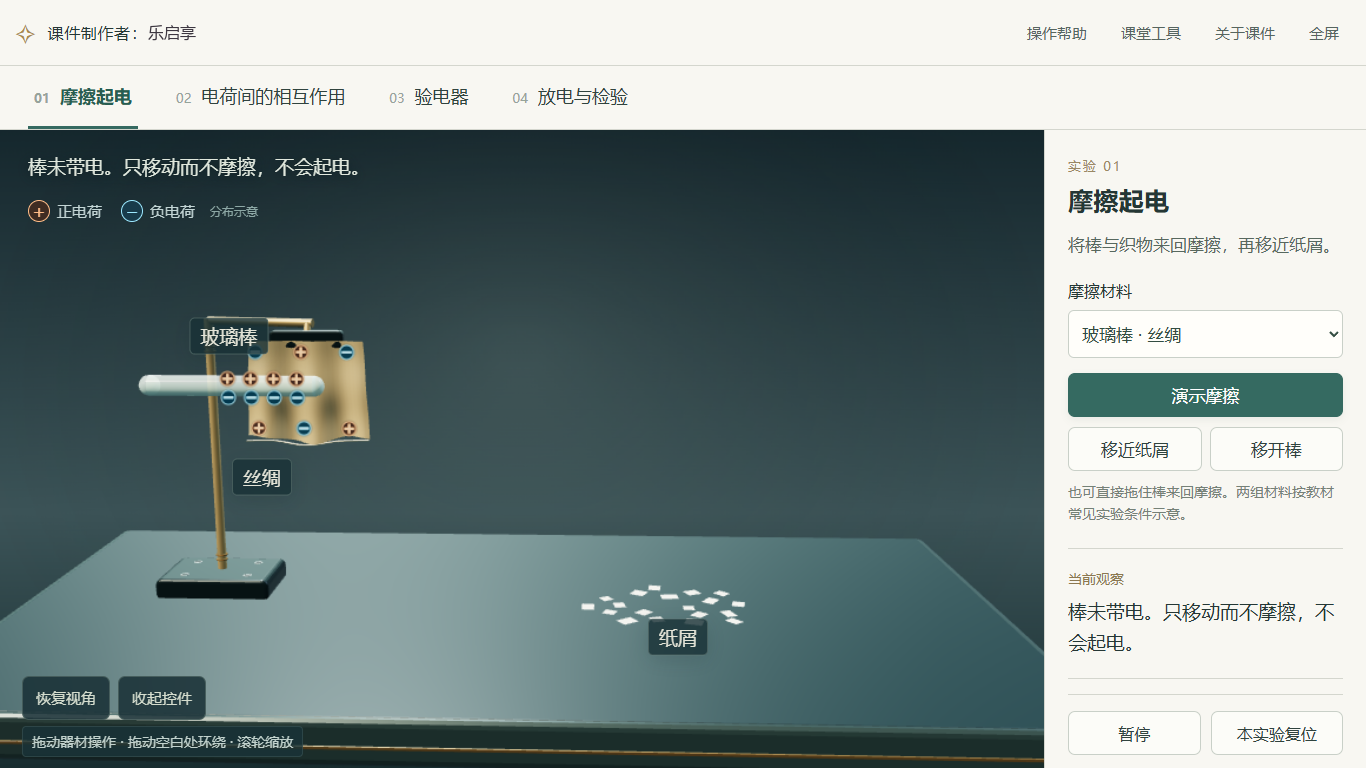 课件制作者：乐启享
操作帮助 课堂工具 关于课件 全屏
01 摩擦起电 02 电荷间的相互作用 03 验电器 04 放电与检验
棒未带电。只移动而不摩擦，不会起电。
+ 正电荷 − 负电荷 分布示意
玻璃棒
丝绸
纸屑
恢复视角 收起控件
拖动器材操作 · 拖动空白处环绕 · 滚轮缩放
实验 01
摩擦起电
将棒与织物来回摩擦，再移近纸屑。
摩擦材料
玻璃棒 · 丝绸
演示摩擦
移近纸屑 移开棒
也可直接拖住棒来回摩擦。两组材料按教材
常见实验条件示意。
当前观察
棒未带电。只移动而不摩擦，不
会起电。
暂停 本实验复位